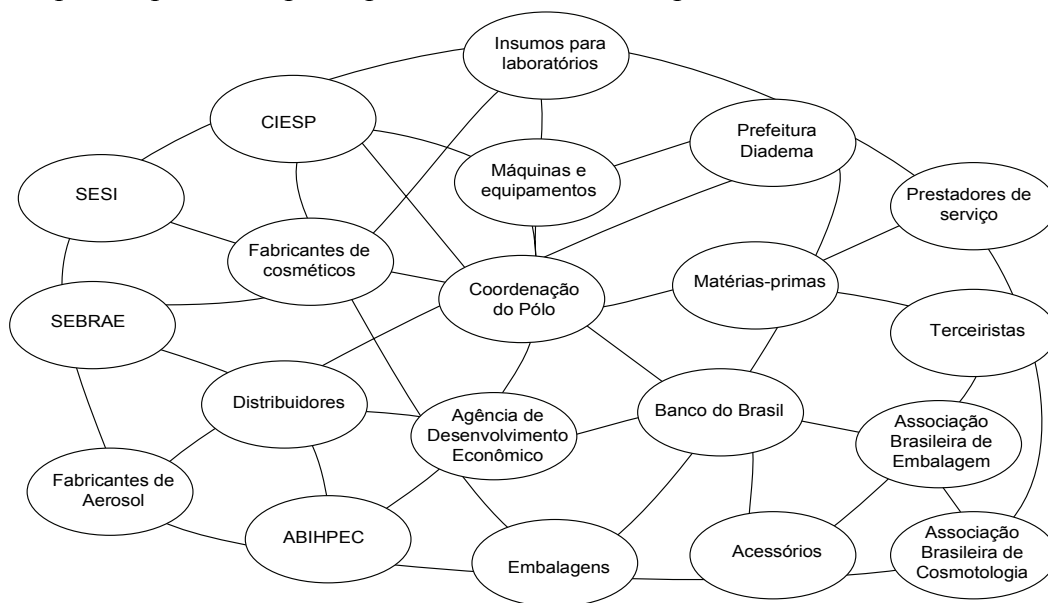 Insumos para
laboratórios
CIESP
Prefeitura
Diadema
Máquinas e
equipamentos
SESI
Prestadores de
serviço
Fabricantes de
cosméticos
Matérias-primas
Coordenação
do Pólo
SEBRAE
Terceiristas
Distribuidores
Banco do Brasil
Agência de
Desenvolvimento
Econômico
Associação
Brasileira de
Embalagem
Fabricantes de
Aerosol
ABIHPEC
Embalagens
Acessórios
Associação
Brasileira de
Cosmotologia